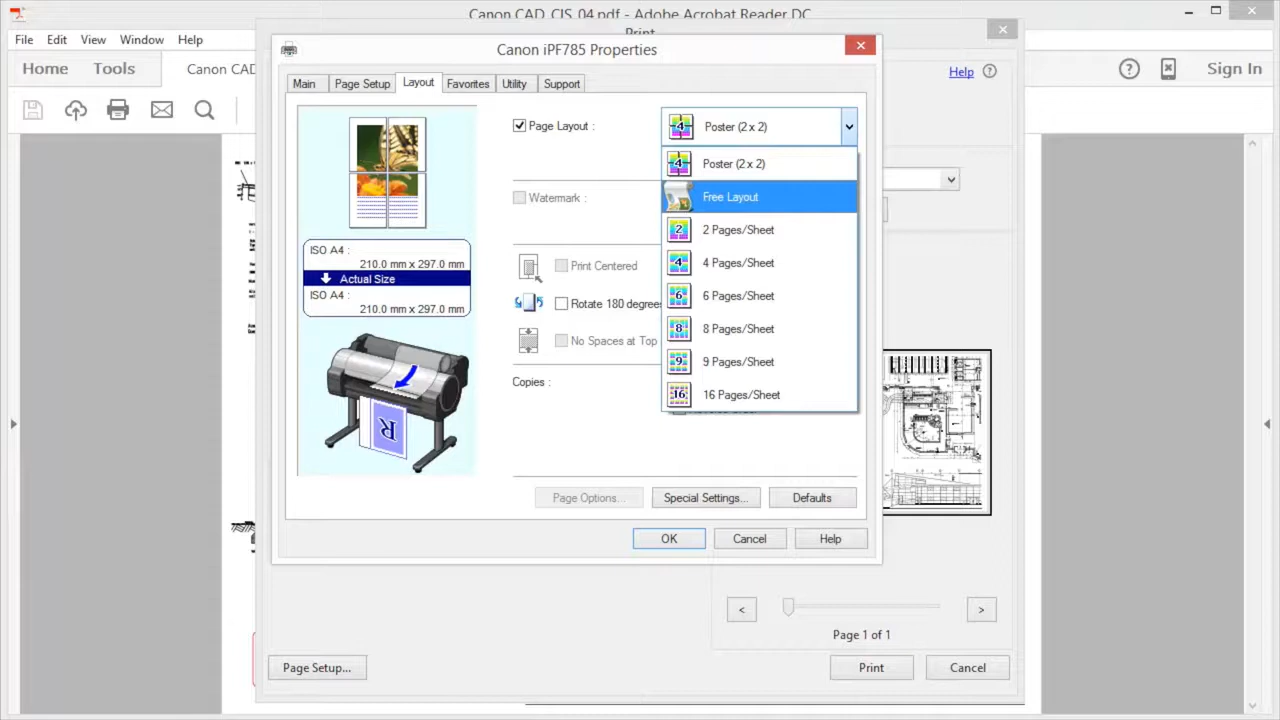 Canon CAD_CIS_04.pdf - Adobe Acrobat Reader DC
File Edit View Window Help
Print
Home Tools Canon CAD
Sign In
Canon iPF785 Properties
Help
Main Page Setup Layout Favorites Utility Support
Page Layout :
Poster (2 x 2)
Poster (2 x 2)
Free Layout
2 Pages/Sheet
4 Pages/Sheet
6 Pages/Sheet
8 Pages/Sheet
9 Pages/Sheet
16 Pages/Sheet
Watermark :
Print Centered
Rotate 180 degrees
No Spaces at Top
Copies :
ISO A4 :
210.0 mm x 297.0 mm
Actual Size
ISO A4 :
210.0 mm x 297.0 mm
R
Page Options... Special Settings... Defaults
OK Cancel Help
< >
Page 1 of 1
Page Setup... Print Cancel